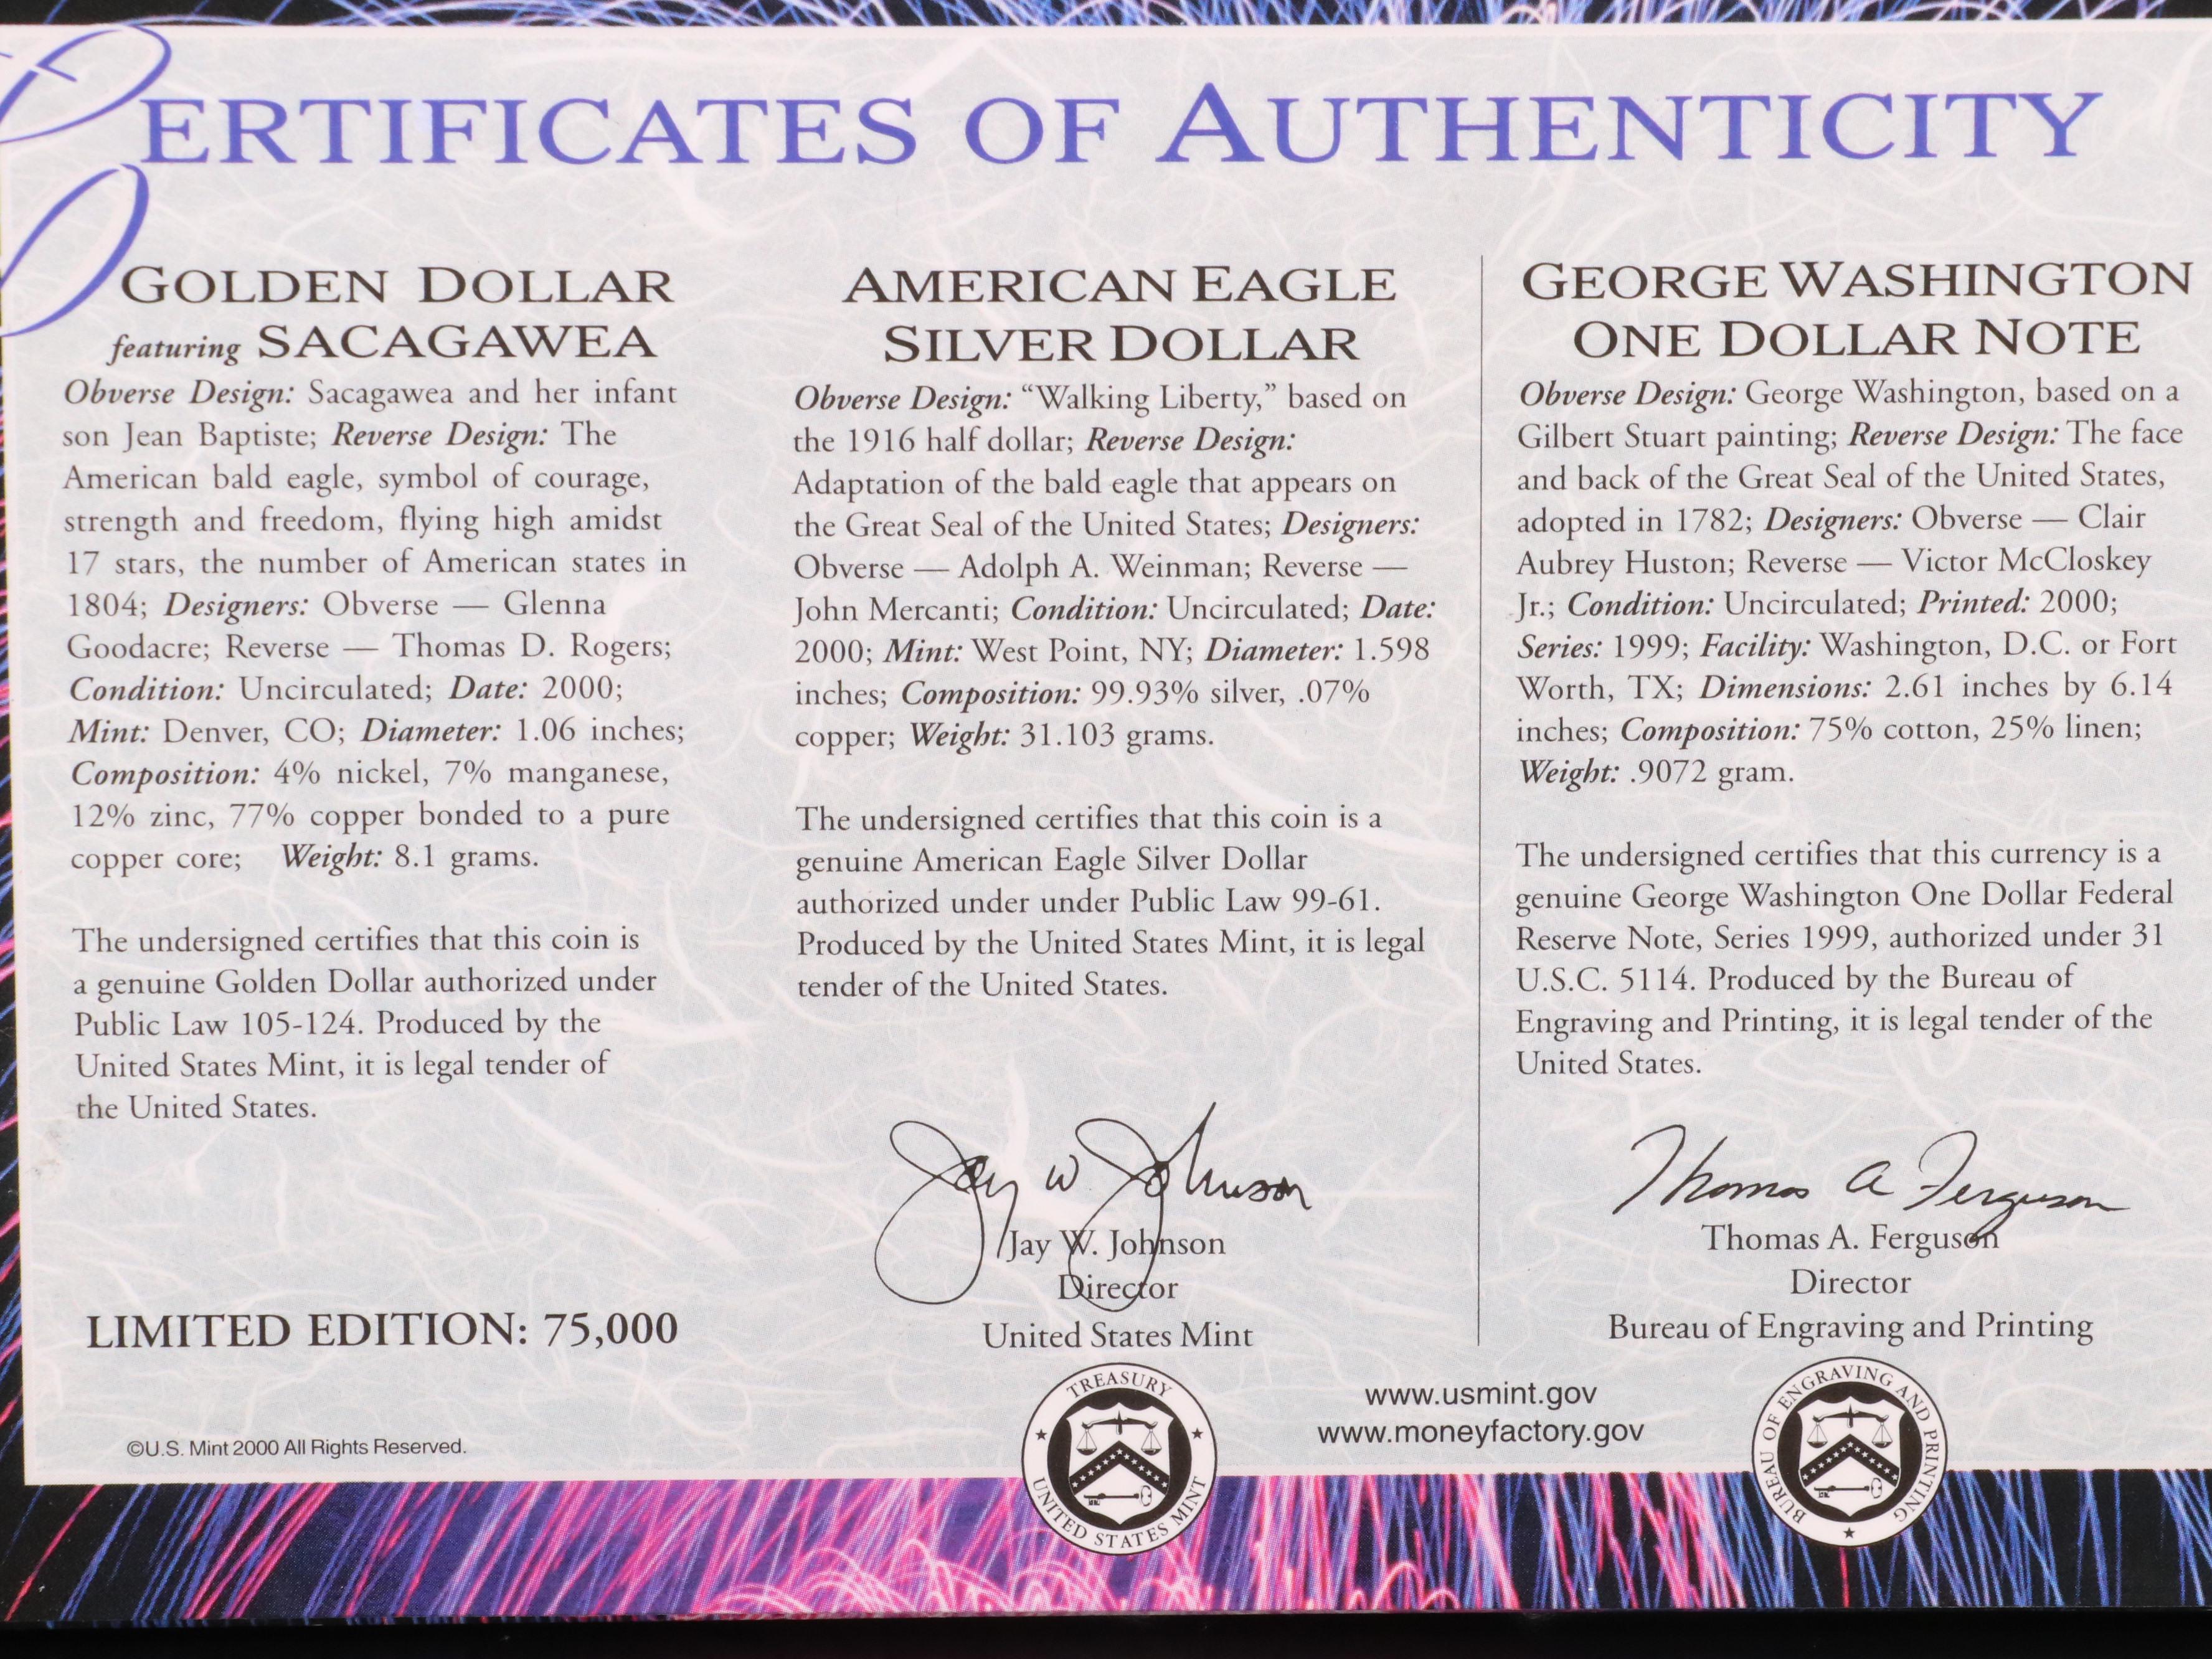 CERTIFICATES OF AUTHENTICITY
GOLDEN DOLLAR
featuring SACAGAWEA
Obverse Design: Sacagawea and her infant
son Jean Baptiste; Reverse Design: The
American bald eagle, symbol of courage,
strength and freedom, flying high amidst
17 stars, the number of American states in
1804; Designers: Obverse — Glenna
Goodacre; Reverse — Thomas D. Rogers;
Condition: Uncirculated; Date: 2000;
Mint: Denver, CO; Diameter: 1.06 inches;
Composition: 4% nickel, 7% manganese,
12% zinc, 77% copper bonded to a pure
copper core; Weight: 8.1 grams.
The undersigned certifies that this coin is
a genuine Golden Dollar authorized under
Public Law 105-124. Produced by the
United States Mint, it is legal tender of
the United States.
LIMITED EDITION: 75,000
©U.S. Mint 2000 All Rights Reserved.
AMERICAN EAGLE
SILVER DOLLAR
Obverse Design: “Walking Liberty,” based on
the 1916 half dollar; Reverse Design:
Adaptation of the bald eagle that appears on
the Great Seal of the United States; Designers:
Obverse — Adolph A. Weinman; Reverse —
John Mercanti; Condition: Uncirculated; Date:
2000; Mint: West Point, NY; Diameter: 1.598
inches; Composition: 99.93% silver, .07%
copper; Weight: 31.103 grams.
The undersigned certifies that this coin is a
genuine American Eagle Silver Dollar
authorized under under Public Law 99-61.
Produced by the United States Mint, it is legal
tender of the United States.
Jay W Johnson
Jay W. Johnson
Director
United States Mint
TREASURY
UNITED STATES MINT
GEORGE WASHINGTON
ONE DOLLAR NOTE
Obverse Design: George Washington, based on a
Gilbert Stuart painting; Reverse Design: The face
and back of the Great Seal of the United States,
adopted in 1782; Designers: Obverse — Clair
Aubrey Huston; Reverse — Victor McCloskey
Jr.; Condition: Uncirculated; Printed: 2000;
Series: 1999; Facility: Washington, D.C. or Fort
Worth, TX; Dimensions: 2.61 inches by 6.14
inches; Composition: 75% cotton, 25% linen;
Weight: .9072 gram.
The undersigned certifies that this currency is a
genuine George Washington One Dollar Federal
Reserve Note, Series 1999, authorized under 31
U.S.C. 5114. Produced by the Bureau of
Engraving and Printing, it is legal tender of the
United States.
Thomas A Ferguson
Thomas A. Ferguson
Director
Bureau of Engraving and Printing
www.usmint.gov
www.moneyfactory.gov
BUREAU OF ENGRAVING AND PRINTING